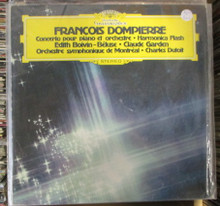 FRANÇOIS DOMPIERRE
Concerto pour piano et orchestre · Harmonica Flash
Edith Boivin-Béluse · Claude Garden
Orchestre symphonique de Montréal · Charles Dutoit